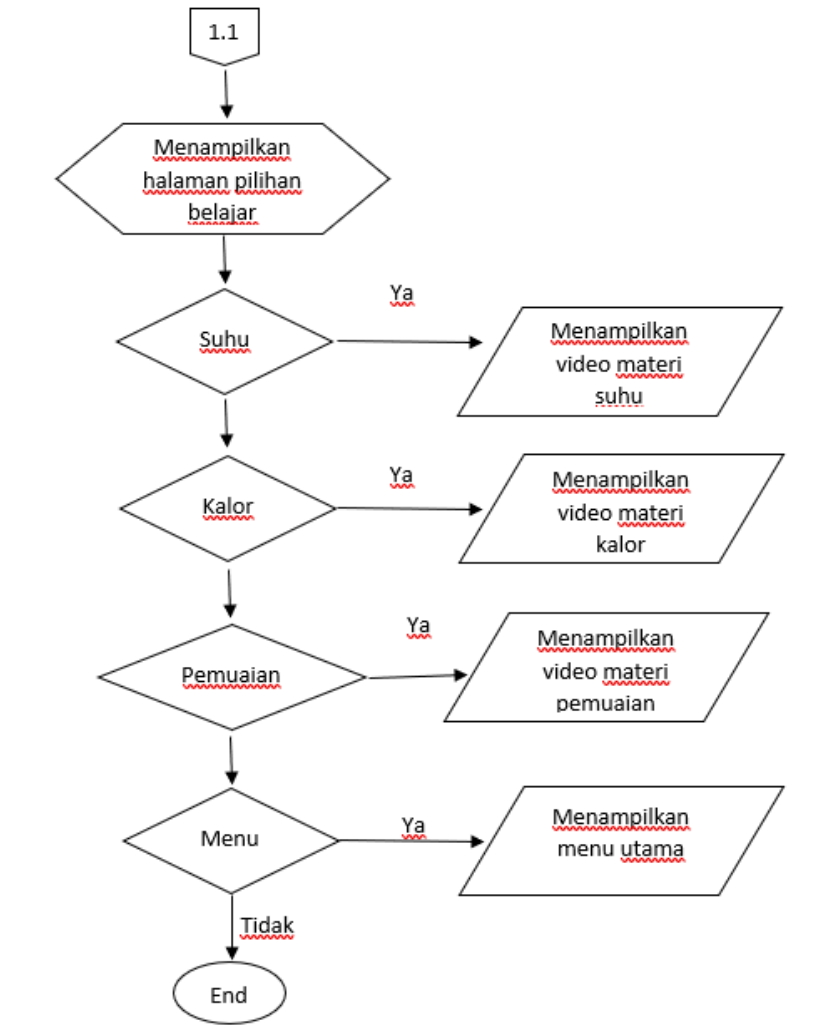 1.1
Menampilkan
halaman pilihan
belajar
Ya
Suhu
Menampilkan
video materi
suhu
Ya
Kalor
Menampilkan
video materi
kalor
Ya
Pemuaian
Menampilkan
video materi
pemuaian
Ya
Menu
Menampilkan
menu utama
Tidak
End